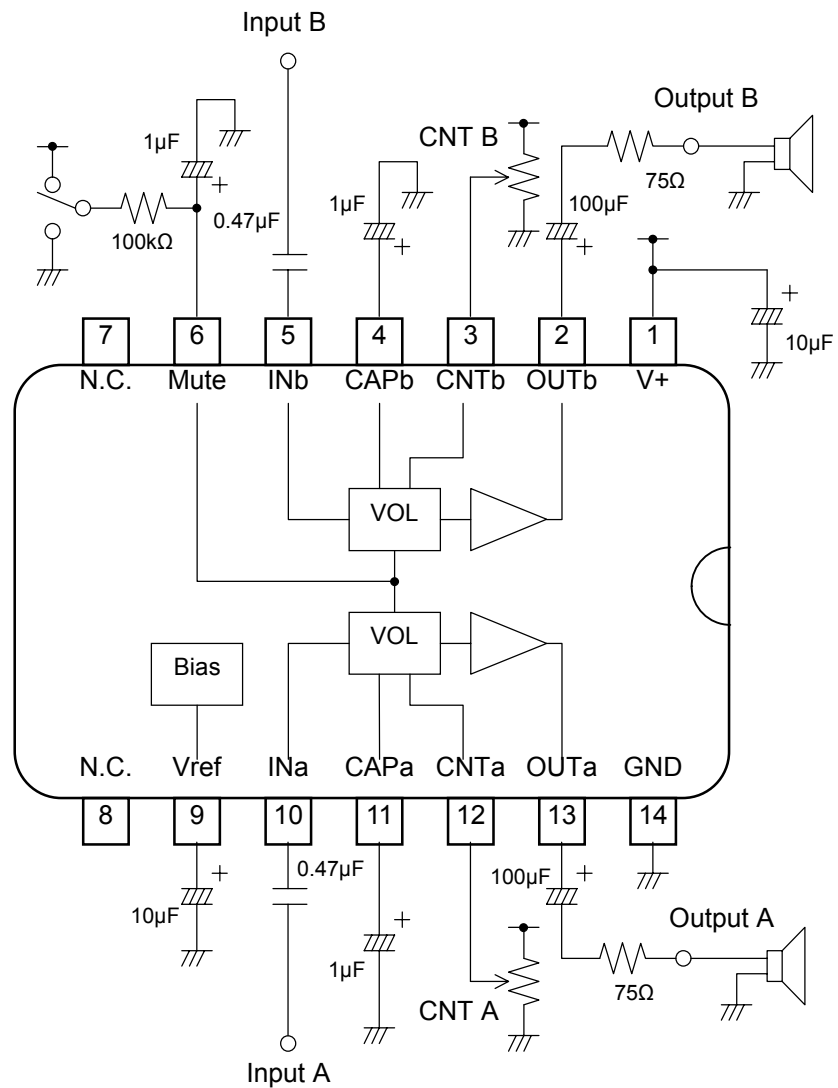 Input B
Output B
CNT B
1µF
1µF
75Ω
100µF
0.47µF
100kΩ
10µF
7 6 5 4 3 2 1
N.C. Mute INb CAPb CNTb OUTb V+
VOL
VOL
Bias
N.C. Vref INa CAPa CNTa OUTa GND
8 9 10 11 12 13 14
0.47µF
100µF
10µF
Output A
1µF
75Ω
CNT A
Input A